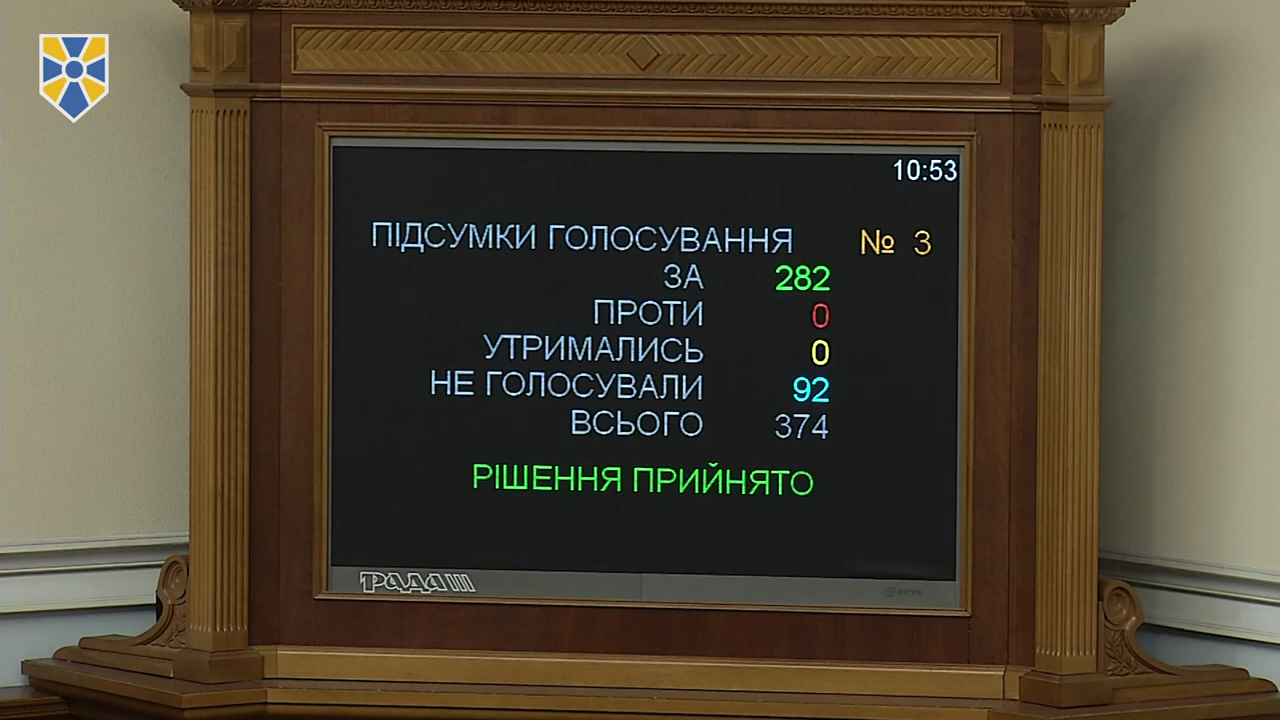 10:53
ПІДСУМКИ ГОЛОСУВАННЯ № 3
ЗА 282
ПРОТИ 0
УТРИМАЛИСЬ 0
НЕ ГОЛОСУВАЛИ 92
ВСЬОГО 374
РІШЕННЯ ПРИЙНЯТО
РАДА III